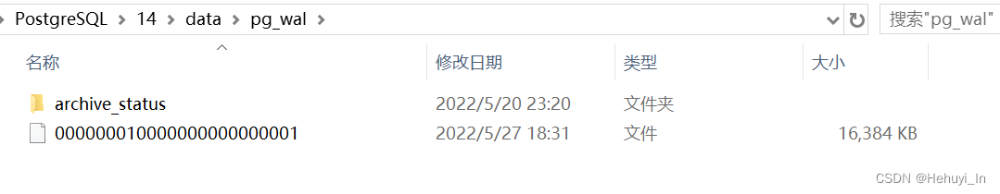 PostgreSQL > 14 > data > pg_wal > 搜索"pg_wal"
名称 修改日期 类型 大小
archive_status 2022/5/20 23:20 文件夹
000000010000000000000001 2022/5/27 18:31 文件 16,384 KB
CSDN @Hehuyi_In